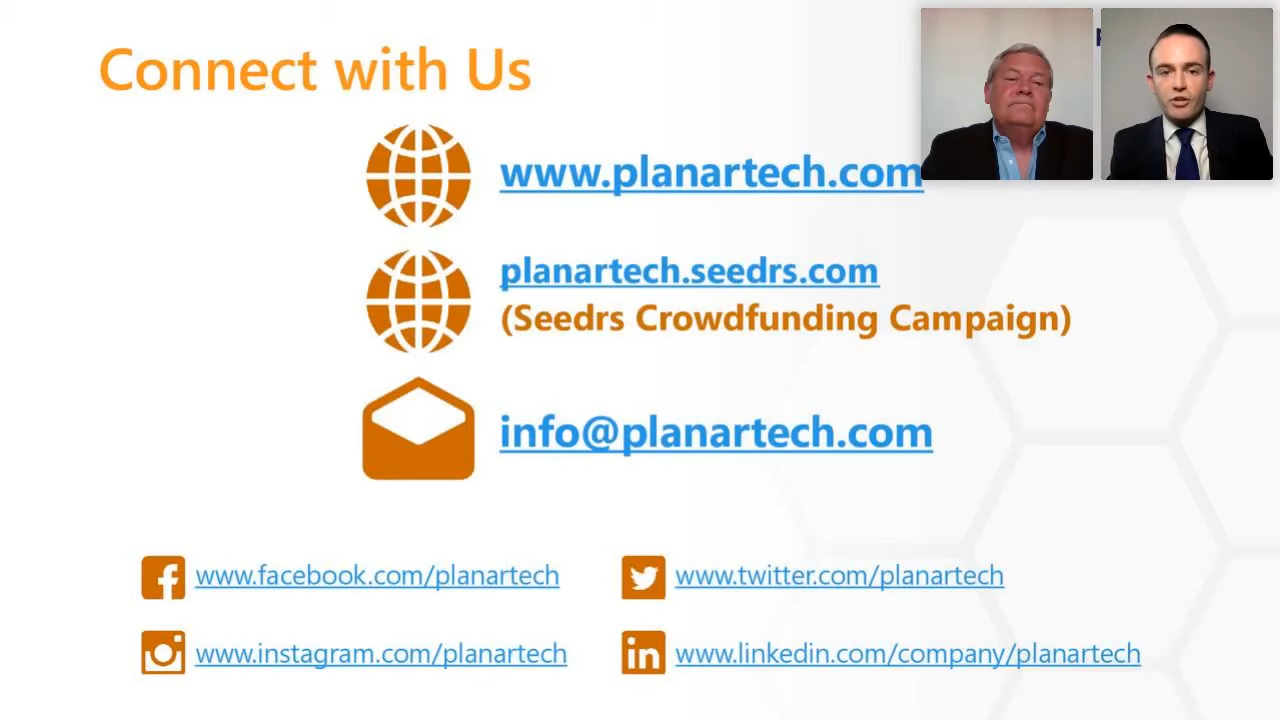 Connect with Us
www.planartech.com
planartech.seedrs.com
(Seedrs Crowdfunding Campaign)
info@planartech.com
www.facebook.com/planartech
www.twitter.com/planartech
www.instagram.com/planartech
www.linkedin.com/company/planartech